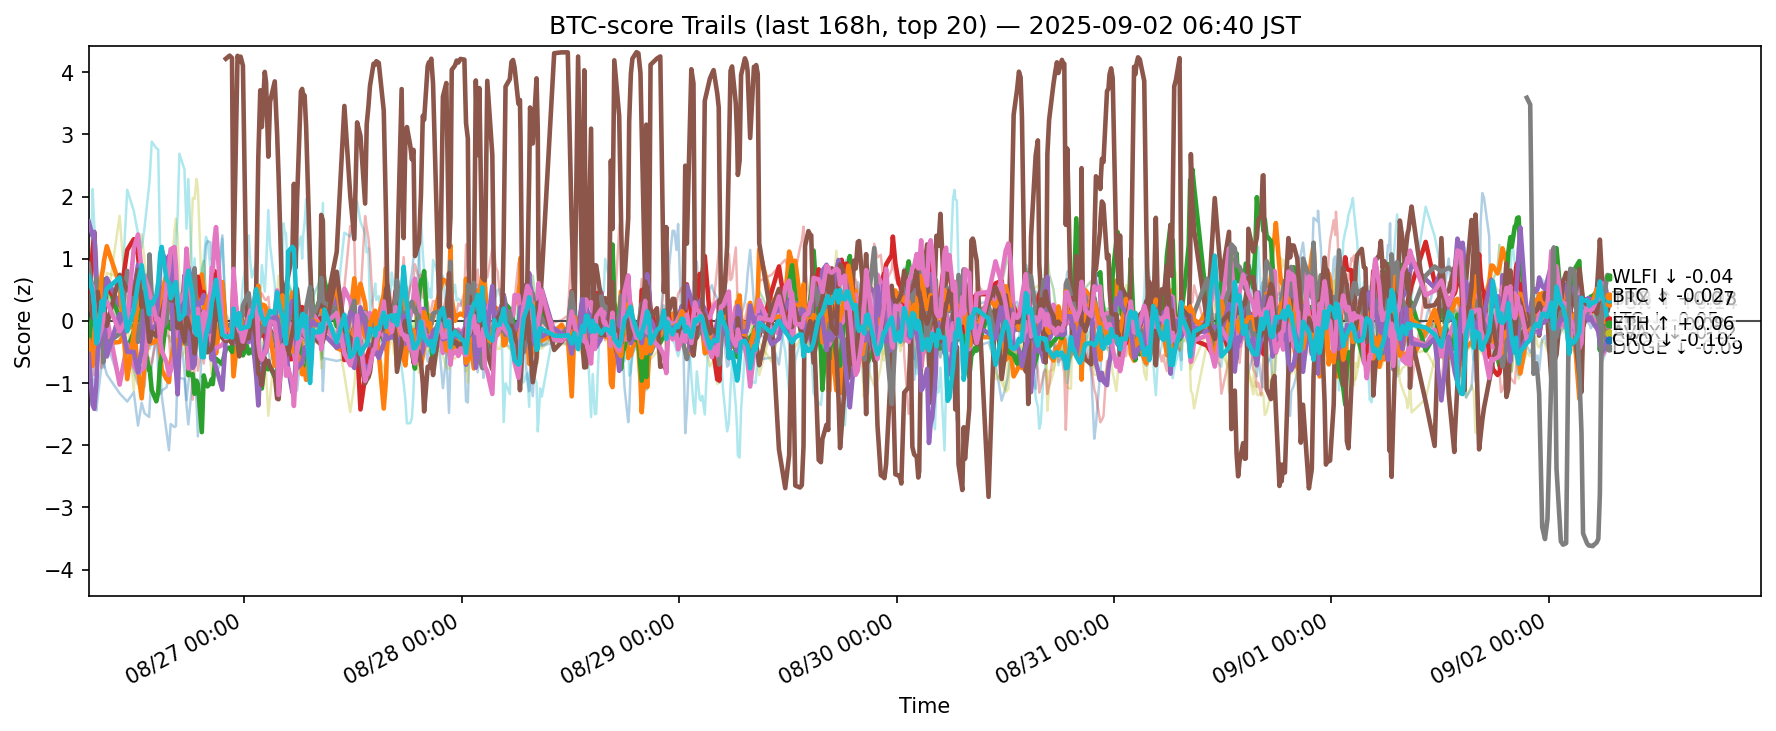 BTC-score Trails (last 168h, top 20) — 2025-09-02 06:40 JST
Score (z)
4
3
2
1
0
−1
−2
−3
−4
WLFI ↓ -0.04
BTC ↓ -0.02
ETH ↑ +0.06
CRO ↓ -0.10
DOGE ↓ -0.09
08/27 00:00
08/28 00:00
08/29 00:00
08/30 00:00
08/31 00:00
09/01 00:00
09/02 00:00
Time